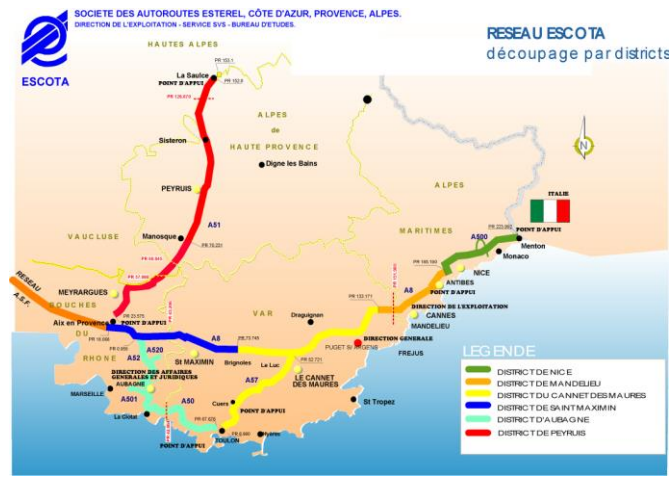 SOCIETE DES AUTOROUTES ESTEREL, CÔTE D'AZUR, PROVENCE, ALPES.
DIRECTION DE L'EXPLOITATION - SERVICE SVS - BUREAU D'ETUDES.
ESCOTA
RESEAU ESCOTA
découpage par districts
HAUTES ALPES
La Saulce
POINT D'APPUI
ALPES
de
HAUTE PROVENCE
Sisteron
Digne les Bains
PEYRUIS
ALPES
ITALIE
N
A51
VAUCLUSE
Manosque
MARITIMES
A500
POINT D'APPUI
Menton
Monaco
NICE
ANTIBES
POINT D'APPUI
RESEAU
A.S.F.
MEYRARGUES
BOUCHES
A8
DIRECTION DE L'EXPLOITATION
CANNES
MANDELIEU
Aix en Provence
POINT D'APPUI
DU
VAR
Draguignan
A8
DIRECTION GENERALE
PUGET S/ ARGENS
FREJUS
RHONE
A520
A52
St MAXIMIN
Brignoles
Le Luc
LE CANNET
DES MAURES
DIRECTION DES AFFAIRES
GENERALES ET JURIDIQUES
AUBAGNE
MARSEILLE
A501
A50
A57
Cuers
POINT D'APPUI
St Tropez
La Ciotat
TOULON
Hyères
POINT D'APPUI
LEGENDE
DISTRICT DE NICE
DISTRICT DE MANDELIEU
DISTRICT DU CANNET DES MAURES
DISTRICT DE SAINT MAXIMIN
DISTRICT D'AUBAGNE
DISTRICT DE PEYRUIS